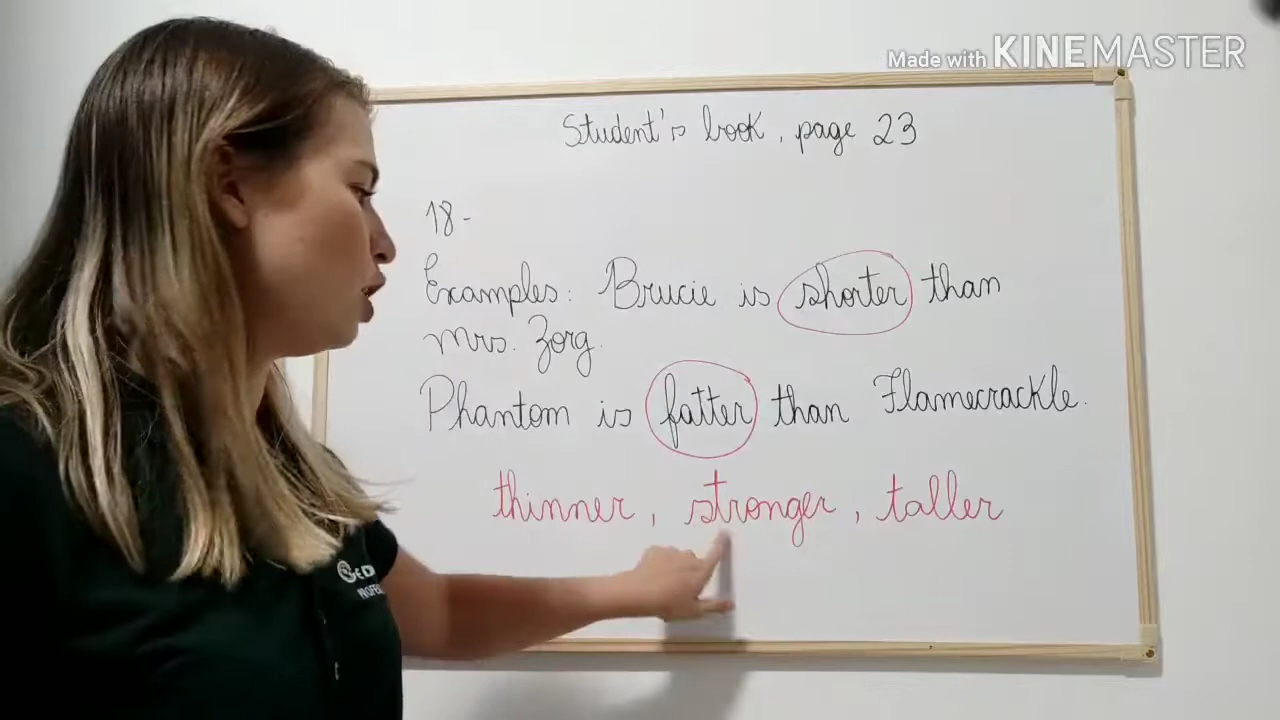 Made with KINEMASTER
Student's book, page 23
18-
Examples: Brucie is shorter than
Mrs. Zorg.
Phantom is fatter than Flamecrackle.
thinner, stronger, taller